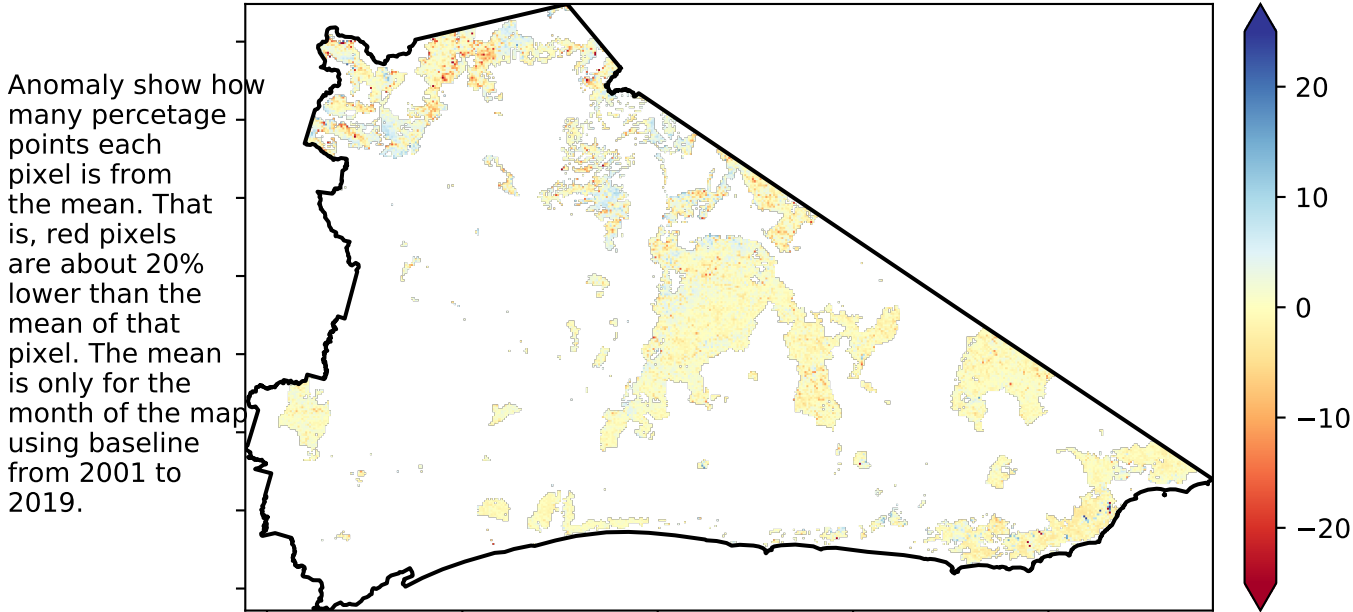 Anomaly show how
many percetage
points each
pixel is from
the mean. That
is, red pixels
are about 20%
lower than the
mean of that
pixel. The mean
is only for the
month of the map
using baseline
from 2001 to
2019.
20
10
0
−10
−20